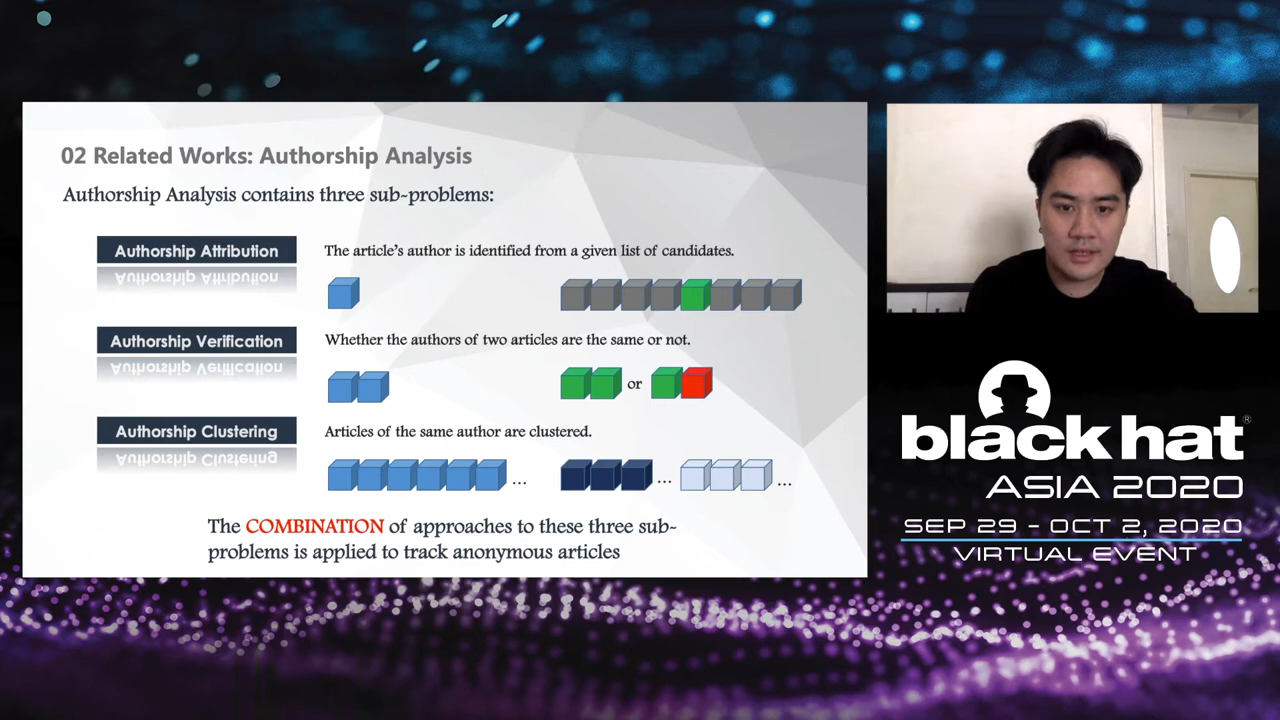 02 Related Works: Authorship Analysis
Authorship Analysis contains three sub-problems:
Authorship Attribution
The article's author is identified from a given list of candidates.
Authorship Verification
Whether the authors of two articles are the same or not.
or
Authorship Clustering
Articles of the same author are clustered.
...
...
...
The COMBINATION of approaches to these three sub-
problems is applied to track anonymous articles
black hat®
ASIA 2020
SEP 29 - OCT 2, 2020
VIRTUAL EVENT